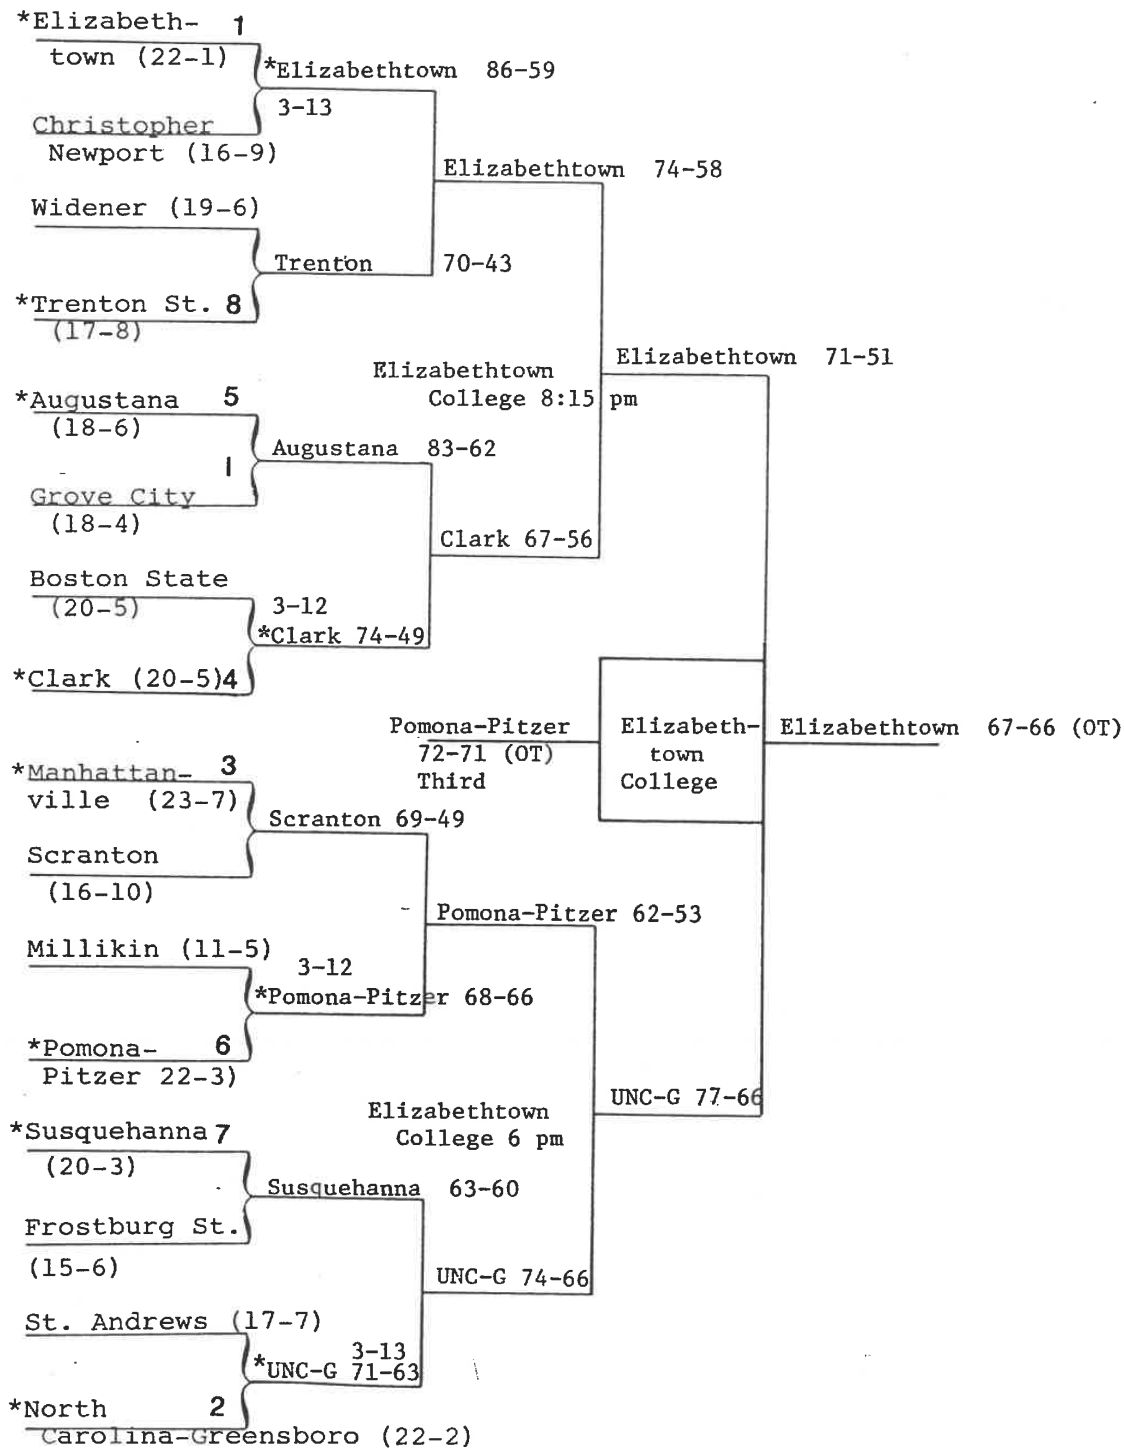 *Elizabeth- 1
town (22-1)
*Elizabethtown 86-59
3-13
Christopher
Newport (16-9)
Elizabethtown 74-58
Widener (19-6)
Trenton 70-43
*Trenton St. 8
(17-8)
Elizabethtown 71-51
Elizabethtown
College 8:15 pm
*Augustana 5
(18-6)
Augustana 83-62
1
Grove City
(18-4)
Clark 67-56
Boston State
(20-5)
3-12
*Clark 74-49
*Clark (20-5)4
Pomona-Pitzer
72-71 (OT)
Third
Elizabeth-
town
College
Elizabethtown 67-66 (OT)
*Manhattan- 3
ville (23-7)
Scranton 69-49
Scranton
(16-10)
Pomona-Pitzer 62-53
Millikin (11-5)
3-12
*Pomona-Pitzer 68-66
*Pomona- 6
Pitzer 22-3)
UNC-G 77-66
Elizabethtown
College 6 pm
*Susquehanna 7
(20-3)
Susquehanna 63-60
Frostburg St.
(15-6)
UNC-G 74-66
St. Andrews (17-7)
3-13
*UNC-G 71-63
*North 2
Carolina-Greensboro (22-2)